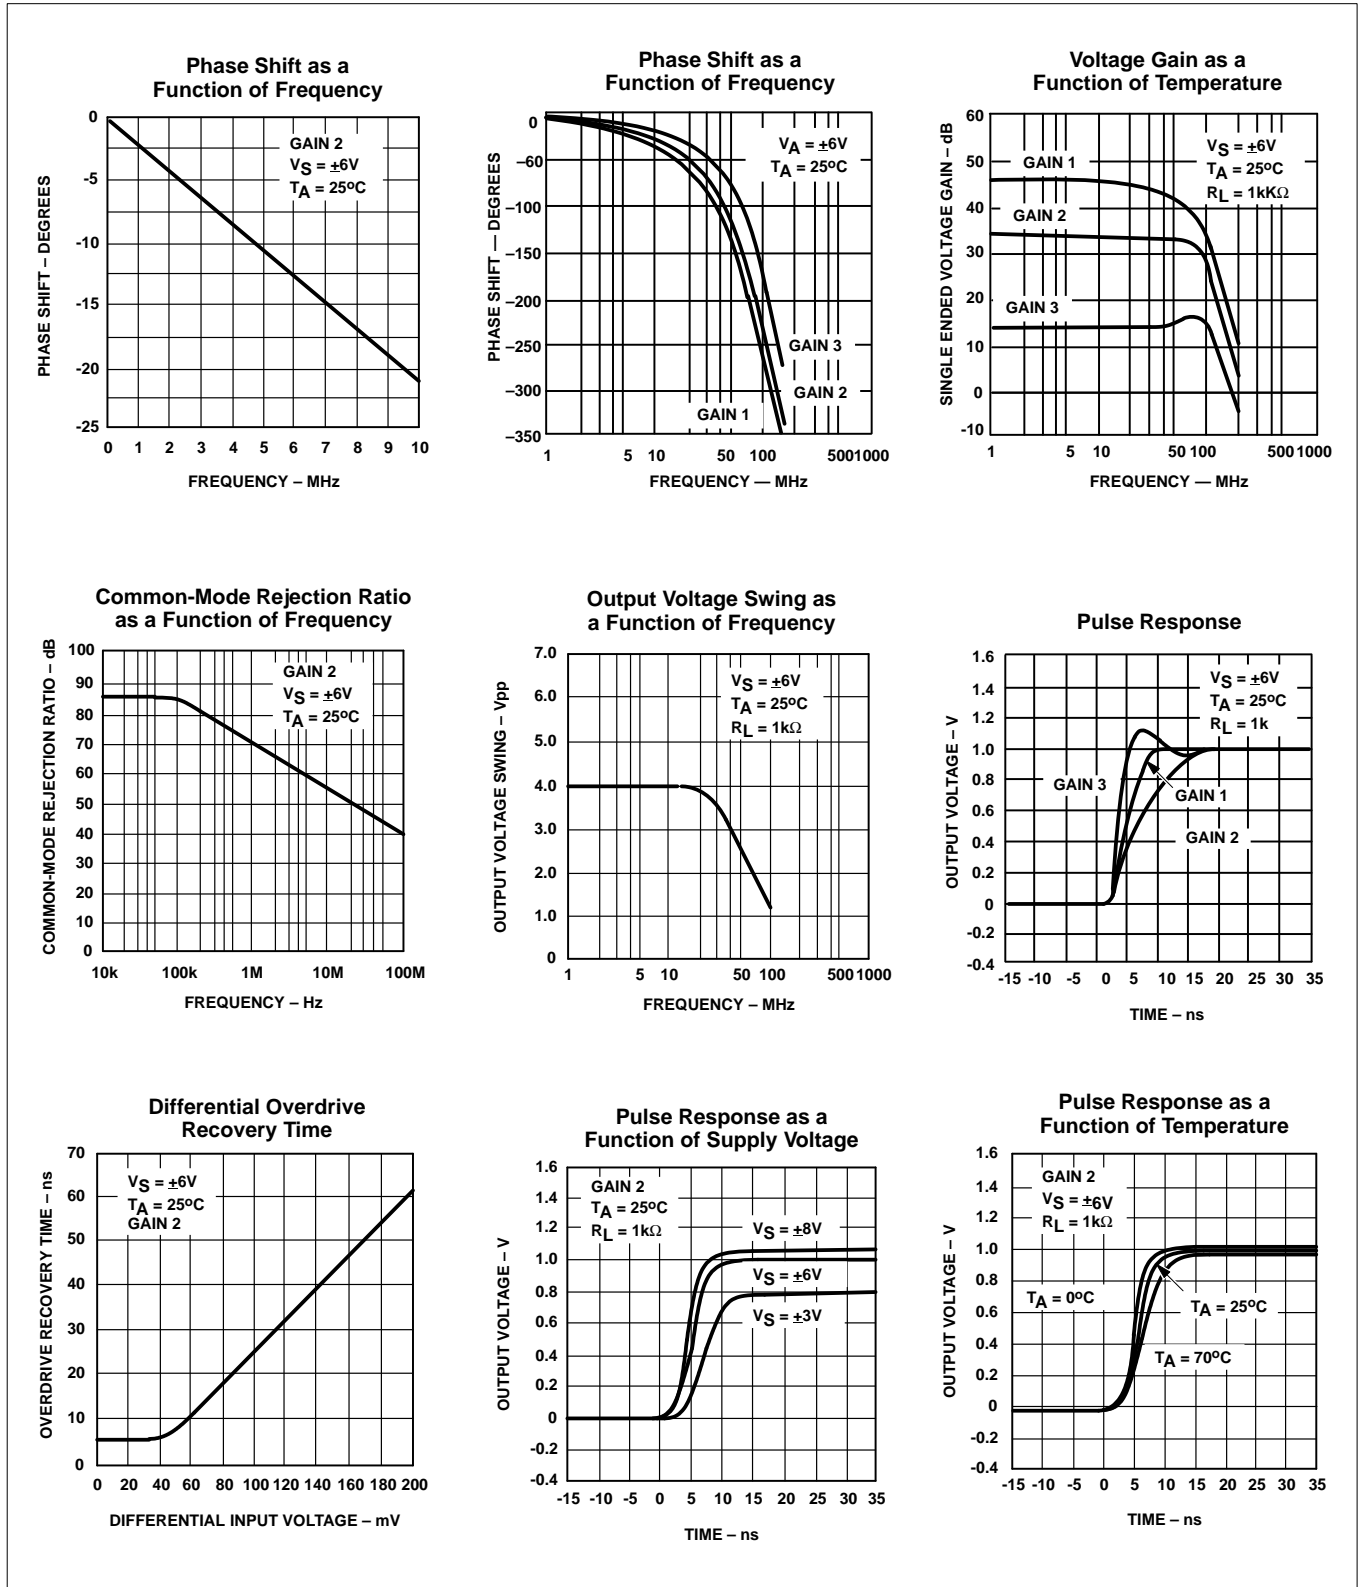 Phase Shift as a
Function of Frequency
0
-5
-10
-15
-20
-25
PHASE SHIFT – DEGREES
GAIN 2
VS = ±6V
TA = 25oC
0 1 2 3 4 5 6 7 8 9 10
FREQUENCY – MHz
Phase Shift as a
Function of Frequency
0
–60
–100
–150
–200
–250
–300
–350
PHASE SHIFT — DEGREES
VA = ±6V
TA = 25oC
GAIN 3
GAIN 2
GAIN 1
1 5 10 50 100 500 1000
FREQUENCY — MHz
Voltage Gain as a
Function of Temperature
60
50
40
30
20
10
0
-10
SINGLE ENDED VOLTAGE GAIN – dB
VS = ±6V
TA = 25oC
RL = 1kKΩ
GAIN 1
GAIN 2
GAIN 3
1 5 10 50 100 500 1000
FREQUENCY — MHz
Common-Mode Rejection Ratio
as a Function of Frequency
100
90
80
70
60
50
40
30
20
10
0
COMMON-MODE REJECTION RATIO – dB
GAIN 2
VS = ±6V
TA = 25oC
10k 100k 1M 10M 100M
FREQUENCY – Hz
Output Voltage Swing as
a Function of Frequency
7.0
6.0
5.0
4.0
3.0
2.0
1.0
0
OUTPUT VOLTAGE SWING – Vpp
VS = ±6V
TA = 25oC
RL = 1kΩ
1 5 10 50 100 500 1000
FREQUENCY – MHz
Pulse Response
1.6
1.4
1.2
1.0
0.8
0.6
0.4
0.2
0
-0.2
-0.4
OUTPUT VOLTAGE – V
VS = ±6V
TA = 25oC
RL = 1k
GAIN 3
GAIN 1
GAIN 2
-15 -10 -5 0 5 10 15 20 25 30 35
TIME – ns
Differential Overdrive
Recovery Time
70
60
50
40
30
20
10
0
OVERDRIVE RECOVERY TIME – ns
VS = ±6V
TA = 25oC
GAIN 2
0 20 40 60 80 100 120 140 160 180 200
DIFFERENTIAL INPUT VOLTAGE – mV
Pulse Response as a
Function of Supply Voltage
1.6
1.4
1.2
1.0
0.8
0.6
0.4
0.2
0
-0.2
-0.4
OUTPUT VOLTAGE – V
GAIN 2
TA = 25oC
RL = 1kΩ
VS = ±8V
VS = ±6V
VS = ±3V
-15 -10 -5 0 5 10 15 20 25 30 35
TIME – ns
Pulse Response as a
Function of Temperature
1.6
1.4
1.2
1.0
0.8
0.6
0.4
0.2
0
-0.2
-0.4
OUTPUT VOLTAGE – V
GAIN 2
VS = ±6V
RL = 1kΩ
TA = 0oC
TA = 25oC
TA = 70oC
-15 -10 -5 0 5 10 15 20 25 30 35
TIME – ns